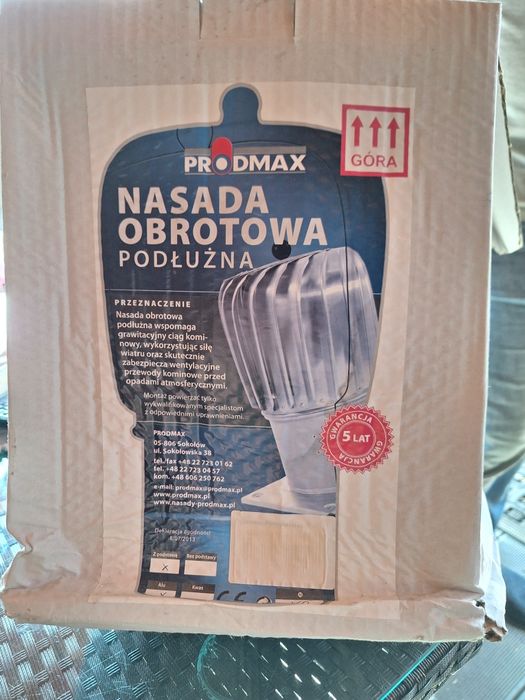 PRODMAX
GÓRA
NASADA
OBROTOWA
PODŁUŻNA
PRZEZNACZENIE
Nasada obrotowa
podłużna wspomaga
grawitacyjny ciąg komi-
nowy, wykorzystując siłę
wiatru oraz skutecznie
zabezpiecza wentylacyjne
przewody kominowe przed
opadami atmosferycznymi.
Montaż powierzać tylko
wykwalifikowanym specjalistom
z odpowiednimi uprawnieniami.
GWARANCJA
5 LAT
GWARANCJA
PRODMAX
05-806 Sokołów
ul. Sokołowska 38
tel./fax +48 22 723 01 62
tel. +48 22 723 04 57
kom. +48 606 250 762
e-mail: prodmax@prodmax.pl
www.prodmax.pl
www.nasady-prodmax.pl
Deklaracja Zgodności
Z podstawą Bez podstawy
X
Alu Kwas
CE